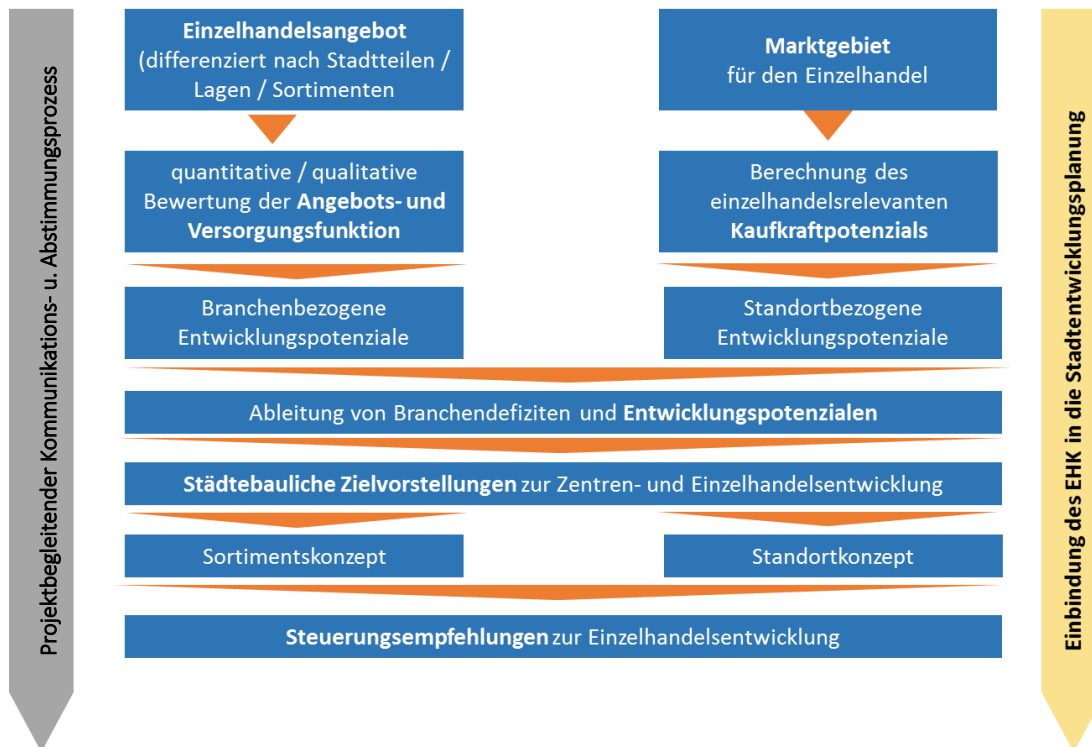 Projektbegleitender Kommunikations- u. Abstimmungsprozess
Einzelhandelsangebot
(differenziert nach Stadtteilen /
Lagen / Sortimenten
Marktgebiet
für den Einzelhandel
quantitative / qualitative
Bewertung der Angebots- und
Versorgungsfunktion
Berechnung des
einzelhandelsrelevanten
Kaufkraftpotenzials
Branchenbezogene
Entwicklungspotenziale
Standortbezogene
Entwicklungspotenziale
Ableitung von Branchendefiziten und Entwicklungspotenzialen
Städtebauliche Zielvorstellungen zur Zentren- und Einzelhandelsentwicklung
Sortimentskonzept
Standortkonzept
Steuerungsempfehlungen zur Einzelhandelsentwicklung
Einbindung des EHK in die Stadtentwicklungsplanung